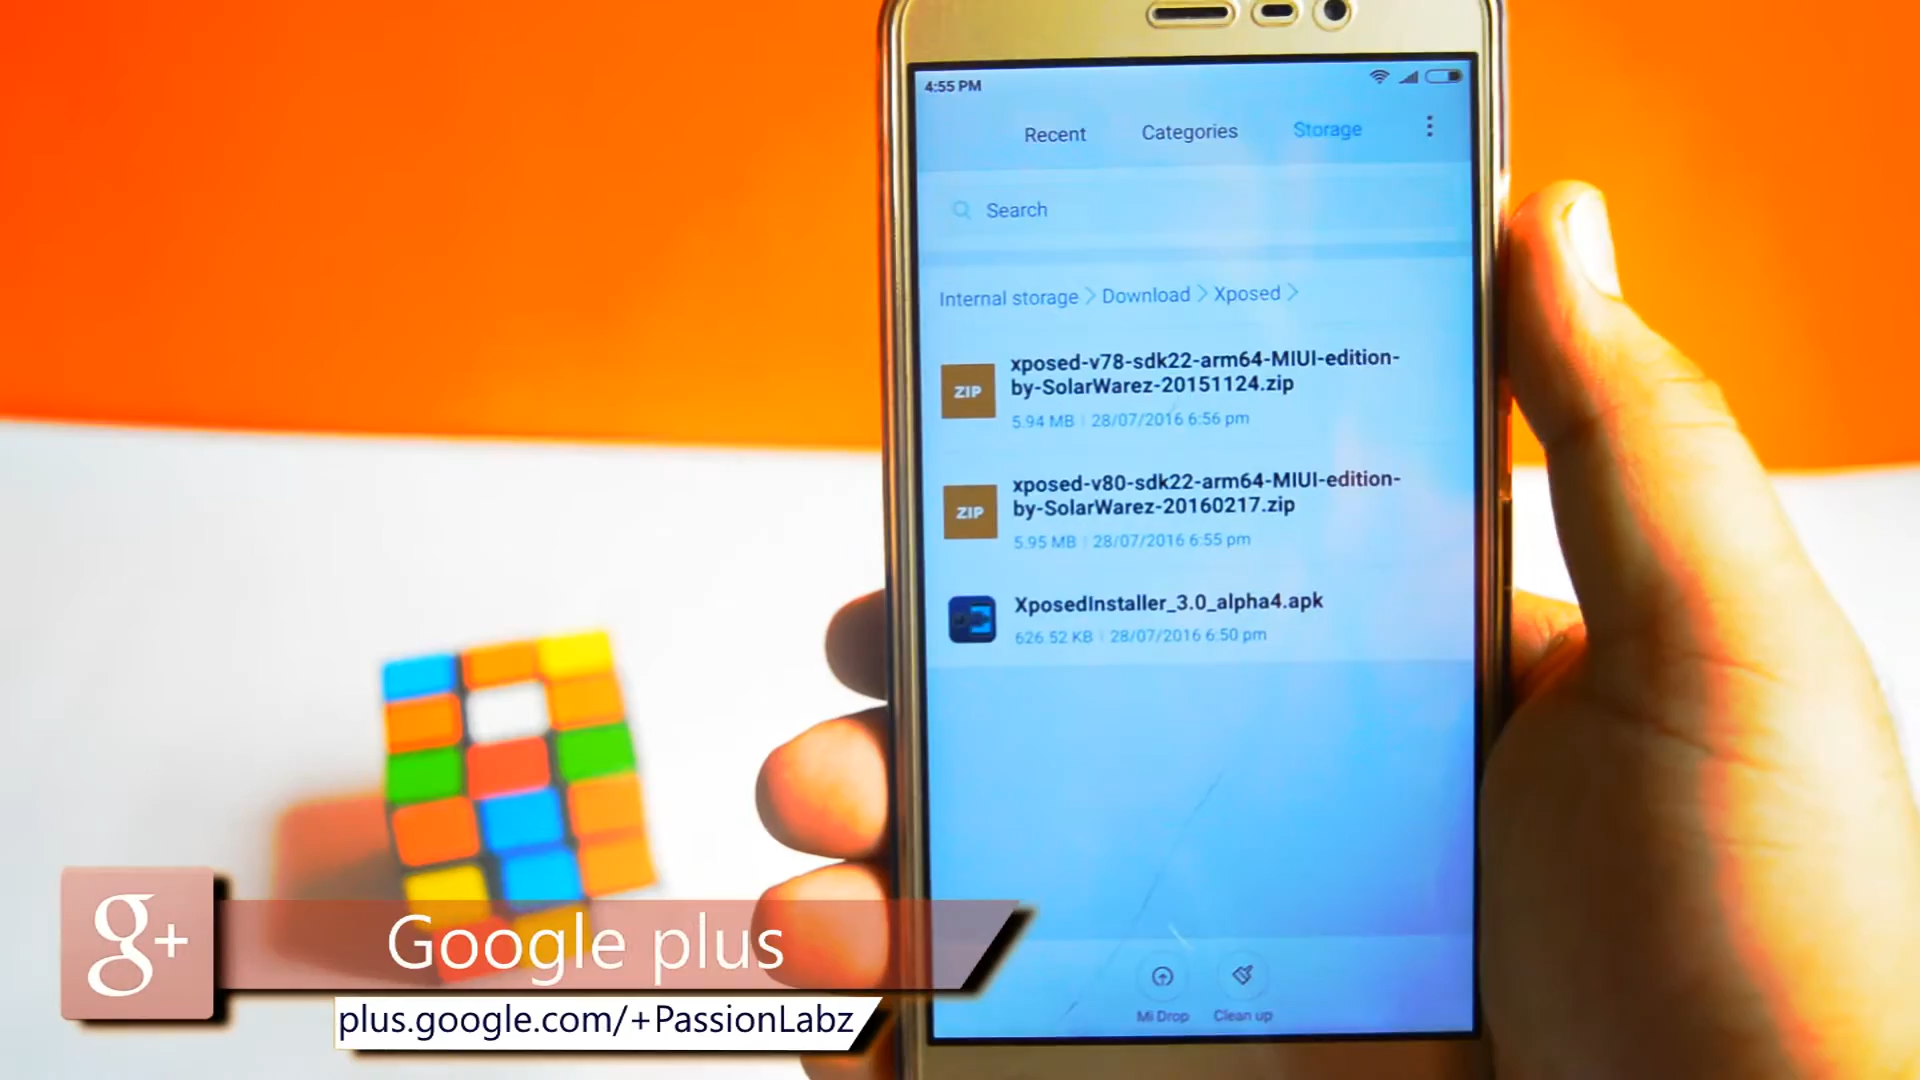 4:55 PM
Recent
Categories
Storage
Search
Internal storage > Download > Xposed >
ZIP
xposed-v78-sdk22-arm64-MIUI-edition-
by-SolarWarez-20151124.zip
5.94 MB | 28/07/2016 6:56 pm
ZIP
xposed-v80-sdk22-arm64-MIUI-edition-
by-SolarWarez-20160217.zip
5.95 MB | 28/07/2016 6:55 pm
XposedInstaller_3.0_alpha4.apk
626.52 KB | 28/07/2016 6:50 pm
Mi Drop
Clean up
g+
Google plus
plus.google.com/+PassionLabz